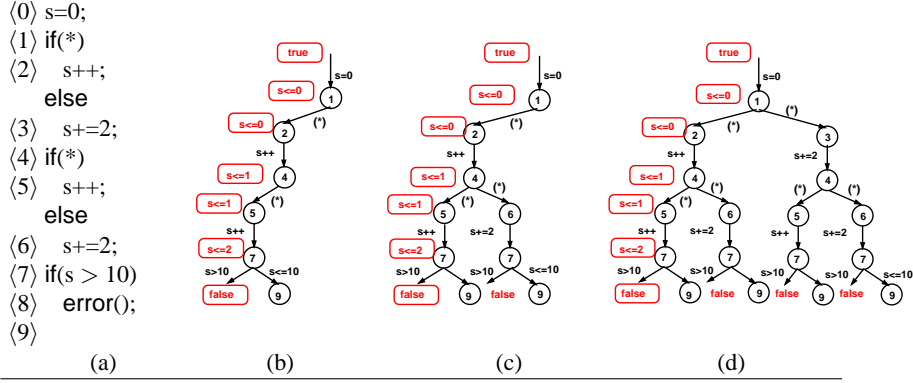 ⟨0⟩ s=0;
⟨1⟩ if(*)
⟨2⟩ s++;
else
⟨3⟩ s+=2;
⟨4⟩ if(*)
⟨5⟩ s++;
else
⟨6⟩ s+=2;
⟨7⟩ if(s > 10)
⟨8⟩ error();
⟨9⟩
(a)
true
s=0
s<=0
1
s<=0
(*)
2
s++
s<=1
4
s<=1
(*)
5
s++
s<=2
7
s>10
s<=10
false
9
(b)
true
s=0
s<=0
1
s<=0
(*)
2
s++
s<=1
4
s<=1
(*)
(*)
5
6
s++
s+=2
s<=2
7
7
s>10
s>10
s<=10
false
9
false
9
(c)
true
s=0
s<=0
1
s<=0
(*)
(*)
2
3
s++
s+=2
s<=1
4
4
s<=1
(*)
(*)
(*)
(*)
5
6
5
6
s++
s+=2
s++
s+=2
s<=2
7
7
7
7
s>10
s>10
s>10
s>10
s<=10
false
9
false
9
false
9
false
9
(d)